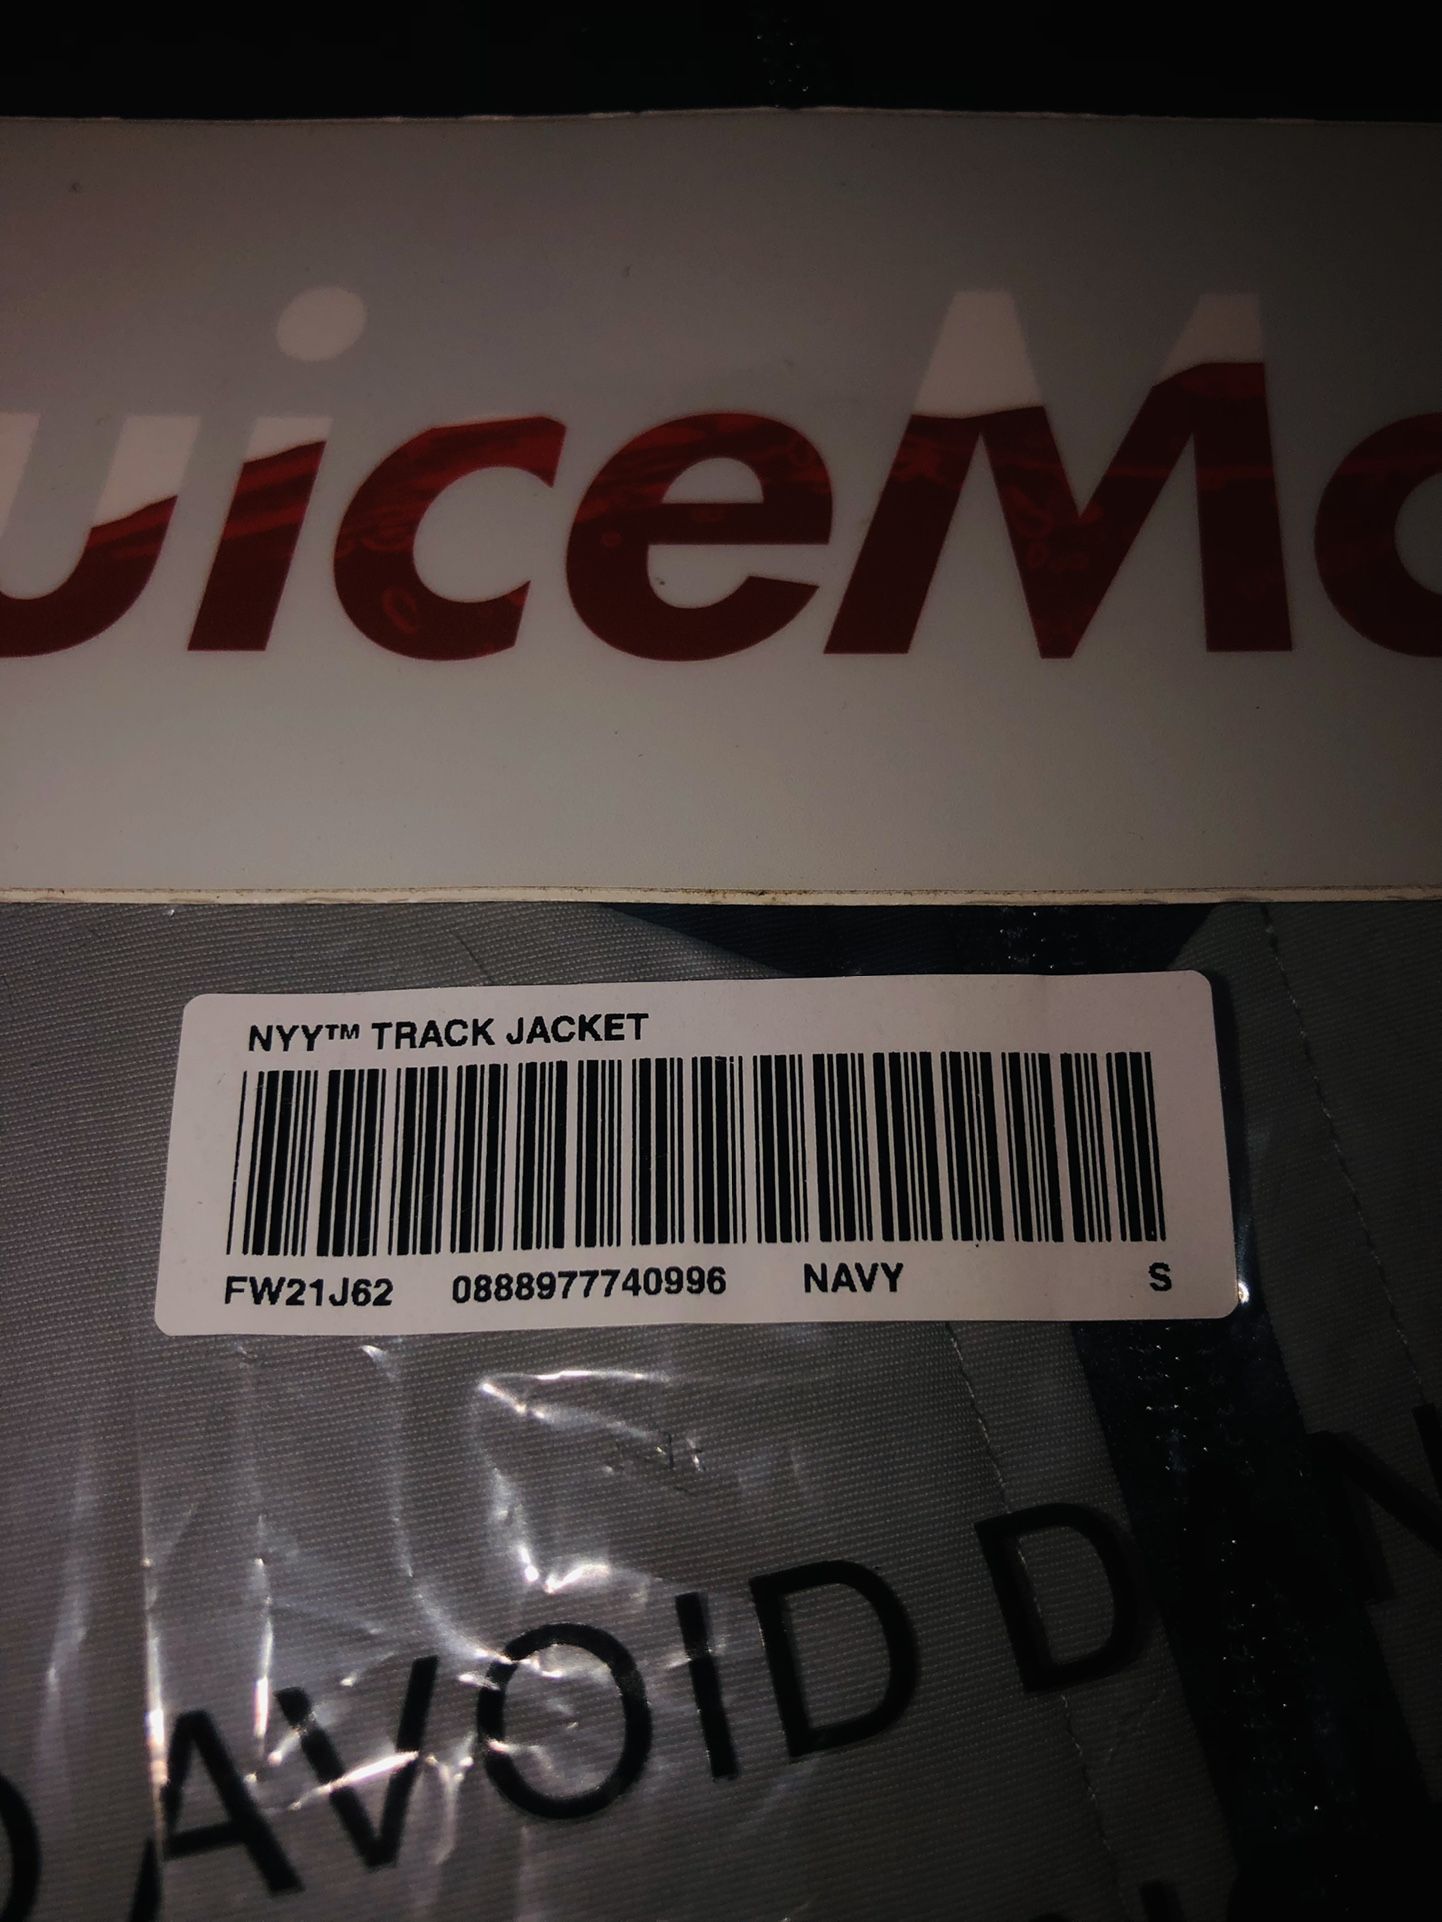 uiceM
NYY™ TRACK JACKET
FW21J62 0888977740996 NAVY S
AVOID D